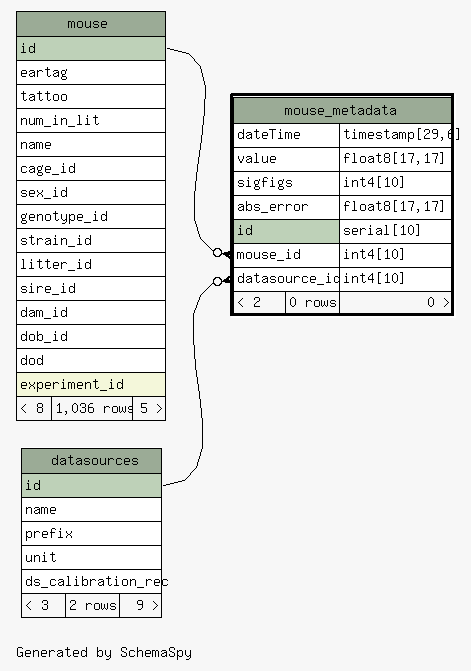 mouse
id
eartag
tattoo
num_in_lit
name
cage_id
sex_id
genotype_id
strain_id
litter_id
sire_id
dam_id
dob_id
dod
experiment_id
< 8 1,036 rows 5 >
mouse_metadata
dateTime timestamp[29,6]
value float8[17,17]
sigfigs int4[10]
abs_error float8[17,17]
id serial[10]
mouse_id int4[10]
datasource_id int4[10]
< 2 0 rows 0 >
datasources
id
name
prefix
unit
ds_calibration_rec
< 3 2 rows 9 >
Generated by SchemaSpy